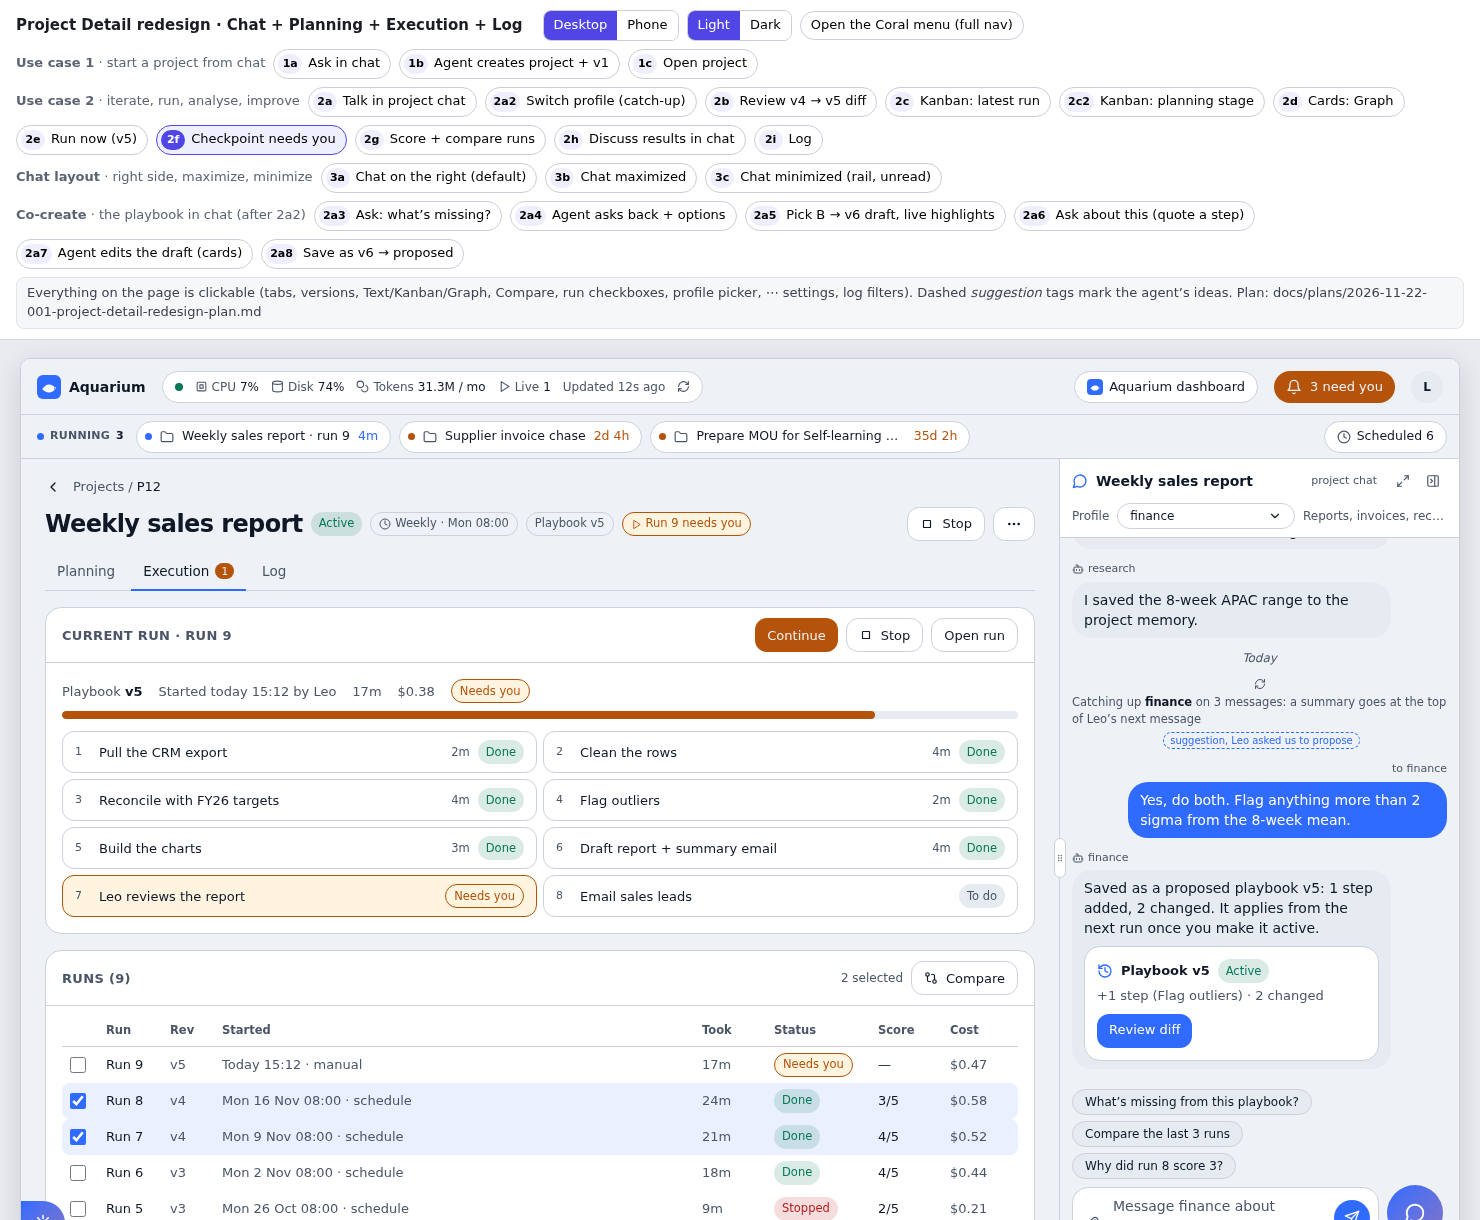 Project Detail redesign · Chat + Planning + Execution + Log
Desktop Phone
Light Dark
Open the Coral menu (full nav)
Use case 1 · start a project from chat
1a Ask in chat
1b Agent creates project + v1
1c Open project
Use case 2 · iterate, run, analyse, improve
2a Talk in project chat
2a2 Switch profile (catch-up)
2b Review v4 → v5 diff
2c Kanban: latest run
2c2 Kanban: planning stage
2d Cards: Graph
2e Run now (v5)
2f Checkpoint needs you
2g Score + compare runs
2h Discuss results in chat
2i Log
Chat layout · right side, maximize, minimize
3a Chat on the right (default)
3b Chat maximized
3c Chat minimized (rail, unread)
Co-create · the playbook in chat (after 2a2)
2a3 Ask: what’s missing?
2a4 Agent asks back + options
2a5 Pick B → v6 draft, live highlights
2a6 Ask about this (quote a step)
2a7 Agent edits the draft (cards)
2a8 Save as v6 → proposed
Everything on the page is clickable (tabs, versions, Text/Kanban/Graph, Compare, run checkboxes, profile picker, ··· settings, log filters). Dashed suggestion tags mark the agent’s ideas. Plan: docs/plans/2026-11-22-
001-project-detail-redesign-plan.md
Aquarium
CPU 7%
Disk 74%
Tokens 31.3M / mo
Live 1
Updated 12s ago
Aquarium dashboard
3 need you
L
RUNNING 3
Weekly sales report · run 9 4m
Supplier invoice chase 2d 4h
Prepare MOU for Self-learning ... 35d 2h
Scheduled 6
Projects / P12
Weekly sales report
Active
Weekly · Mon 08:00
Playbook v5
Run 9 needs you
Stop
Planning
Execution 1
Log
CURRENT RUN · RUN 9
Continue
Stop
Open run
Playbook v5 Started today 15:12 by Leo 17m $0.38 Needs you
1 Pull the CRM export 2m Done
2 Clean the rows 4m Done
3 Reconcile with FY26 targets 4m Done
4 Flag outliers 2m Done
5 Build the charts 3m Done
6 Draft report + summary email 4m Done
7 Leo reviews the report Needs you
8 Email sales leads To do
RUNS (9)
2 selected
Compare
Run Rev Started Took Status Score Cost
Run 9 v5 Today 15:12 · manual 17m Needs you — $0.47
Run 8 v4 Mon 16 Nov 08:00 · schedule 24m Done 3/5 $0.58
Run 7 v4 Mon 9 Nov 08:00 · schedule 21m Done 4/5 $0.52
Run 6 v3 Mon 2 Nov 08:00 · schedule 18m Done 4/5 $0.44
Run 5 v3 Mon 26 Oct 08:00 · schedule 9m Stopped 2/5 $0.21
Weekly sales report
project chat
Profile finance Reports, invoices, rec...
research
I saved the 8-week APAC range to the
project memory.
Today
Catching up finance on 3 messages: a summary goes at the top
of Leo’s next message
suggestion, Leo asked us to propose
to finance
Yes, do both. Flag anything more than 2
sigma from the 8-week mean.
finance
Saved as a proposed playbook v5: 1 step
added, 2 changed. It applies from the
next run once you make it active.
Playbook v5 Active
+1 step (Flag outliers) · 2 changed
Review diff
What’s missing from this playbook?
Compare the last 3 runs
Why did run 8 score 3?
Message finance about